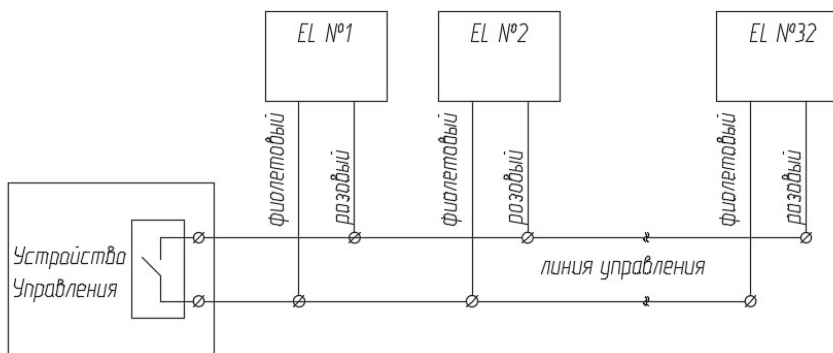 EL №1
EL №2
EL №32
фиолетовый
розовый
фиолетовый
розовый
фиолетовый
розовый
Устройство
Управления
линия управления